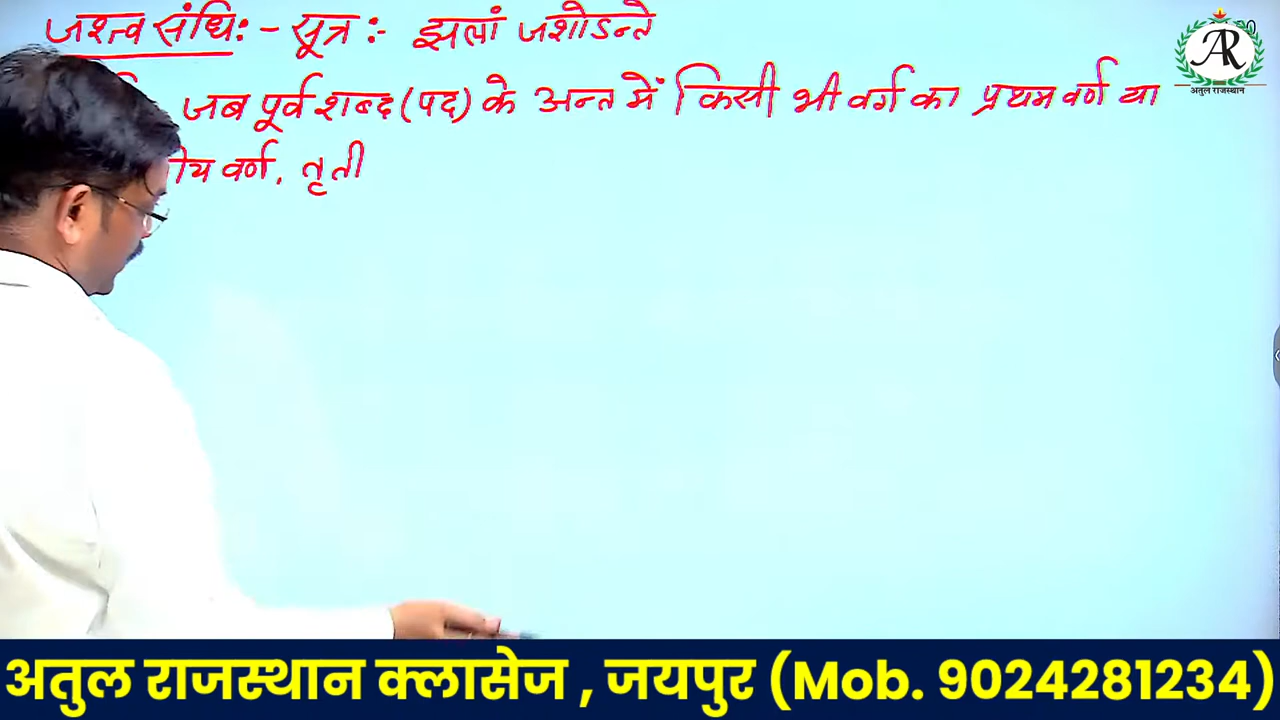 जश्त्व संधि: - सूत्र :- झलां जशोऽन्ते
जब पूर्व शब्द (पद) के अन्त में किसी भी वर्ग का प्रथम वर्ण या
वर्ण, तृती
AR
अतुल राजस्थान
अतुल राजस्थान क्लासेज , जयपुर (Mob. 9024281234)